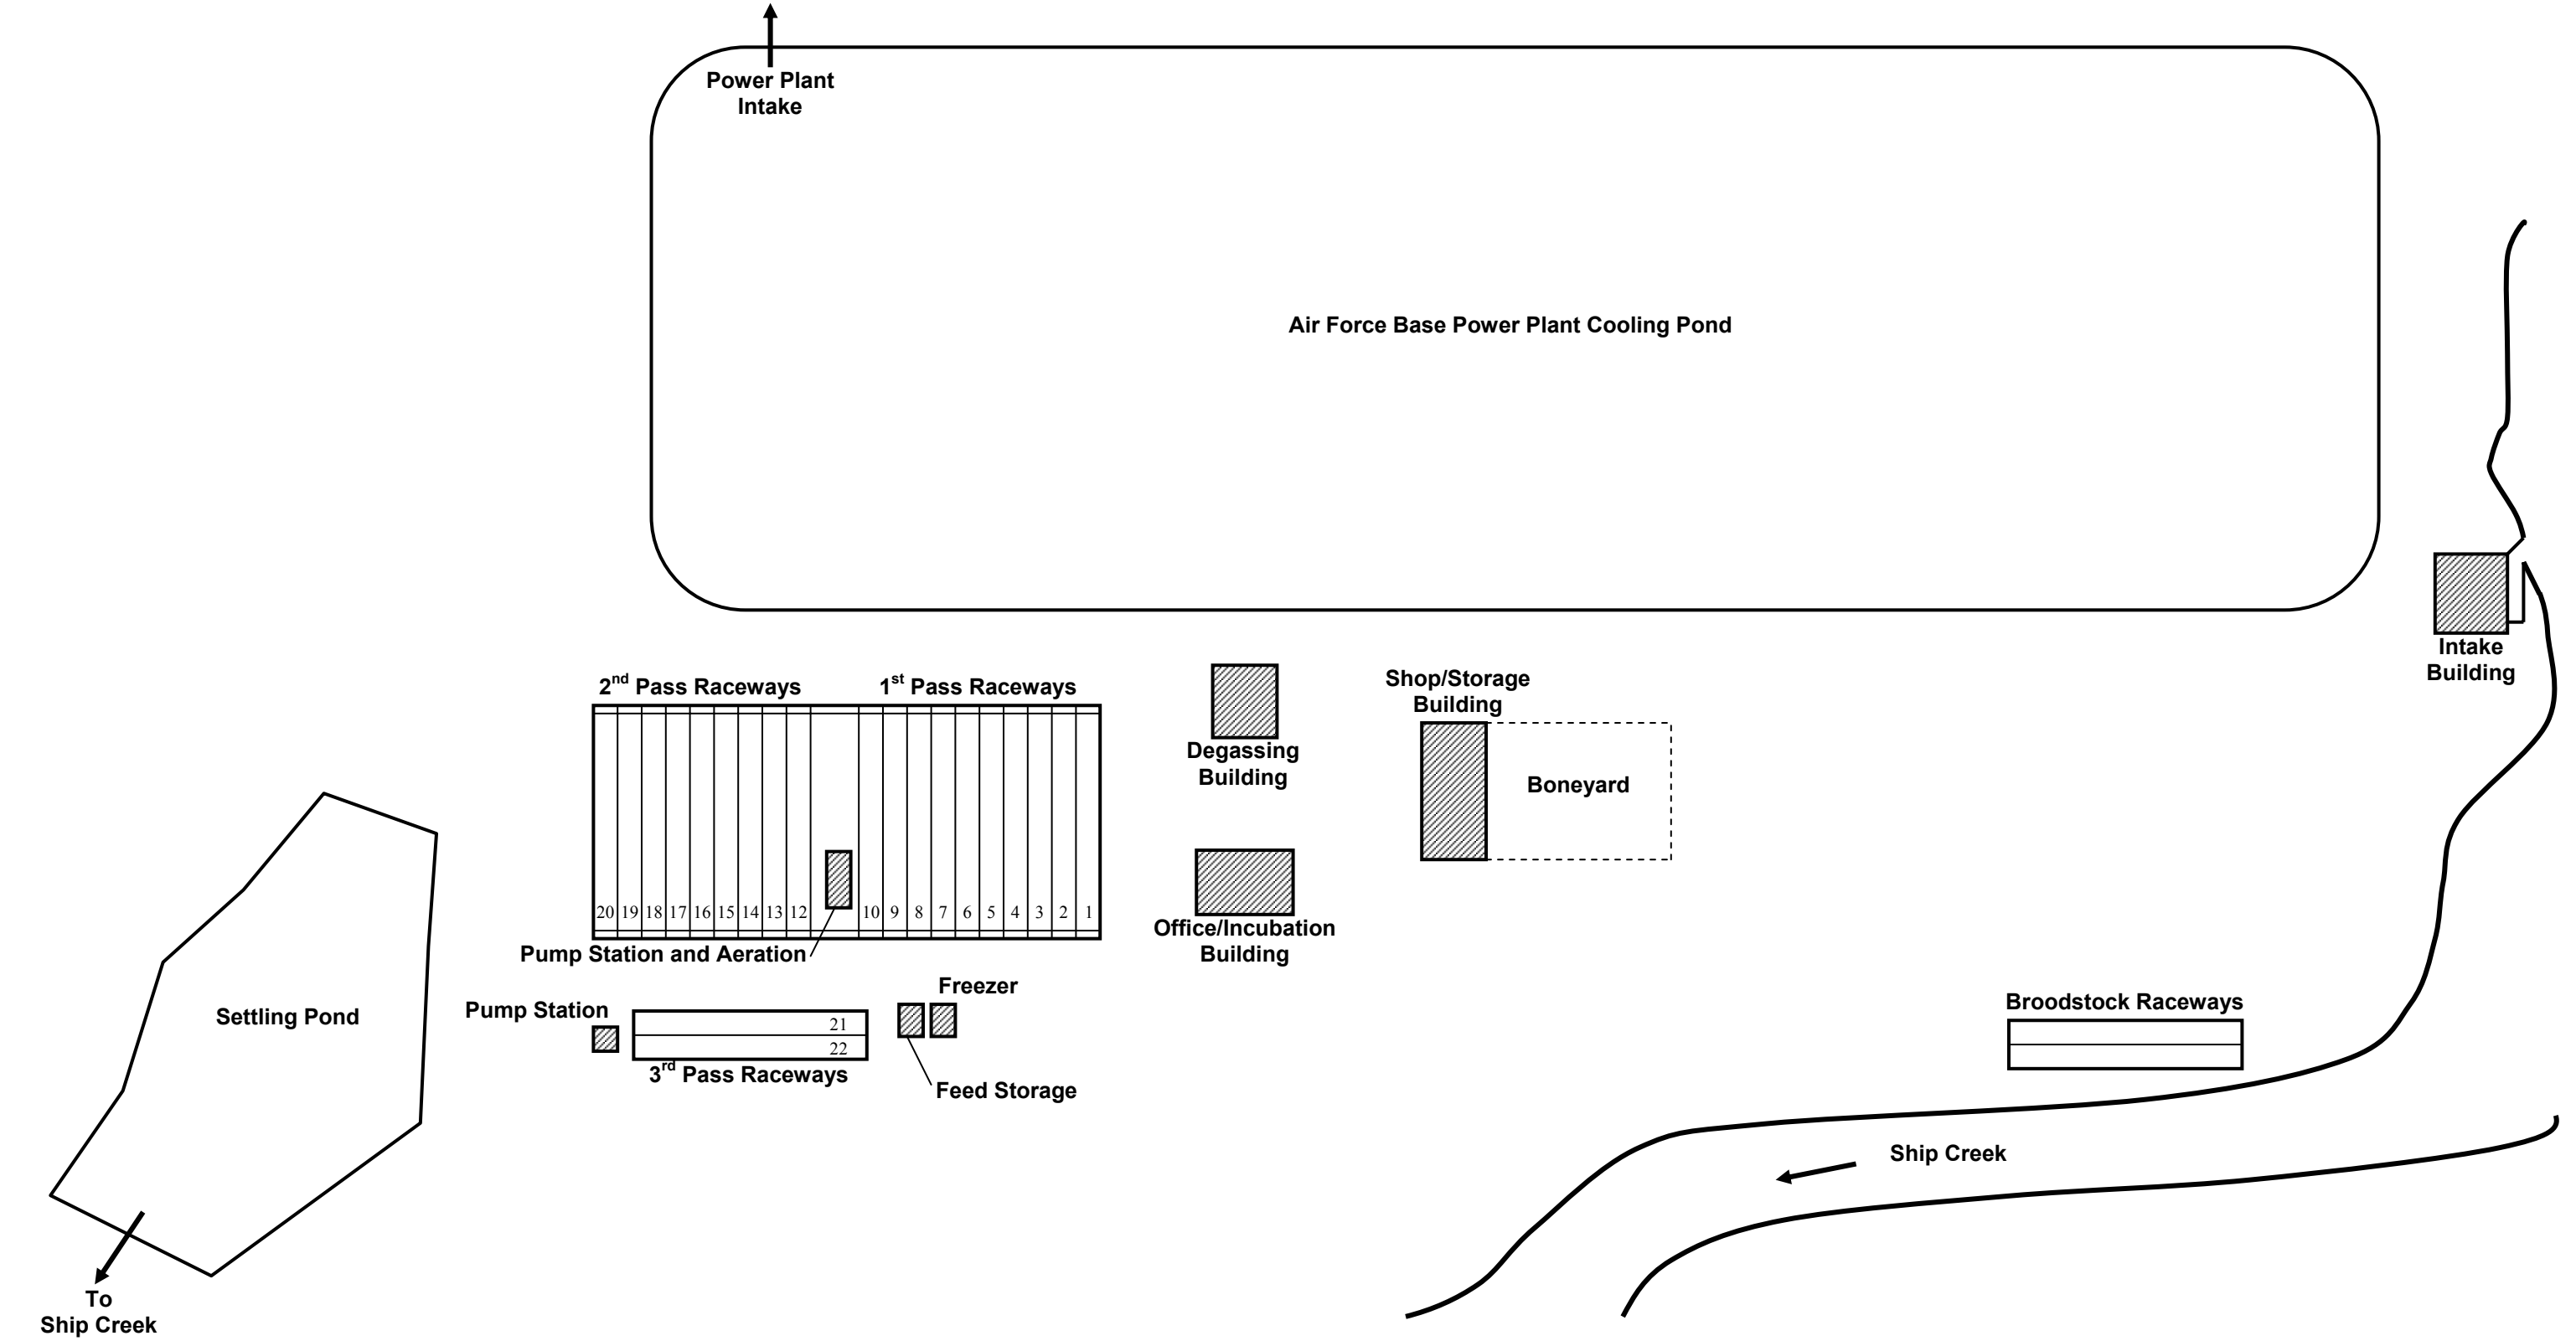 Power Plant
Intake
Air Force Base Power Plant Cooling Pond
Intake
Building
2nd Pass Raceways
1st Pass Raceways
Shop/Storage
Building
Degassing
Building
Boneyard
20 19 18 17 16 15 14 13 12 10 9 8 7 6 5 4 3 2 1
Office/Incubation
Building
Pump Station and Aeration
Freezer
Pump Station
Settling Pond
21
22
3rd Pass Raceways
Feed Storage
Broodstock Raceways
Ship Creek
To
Ship Creek